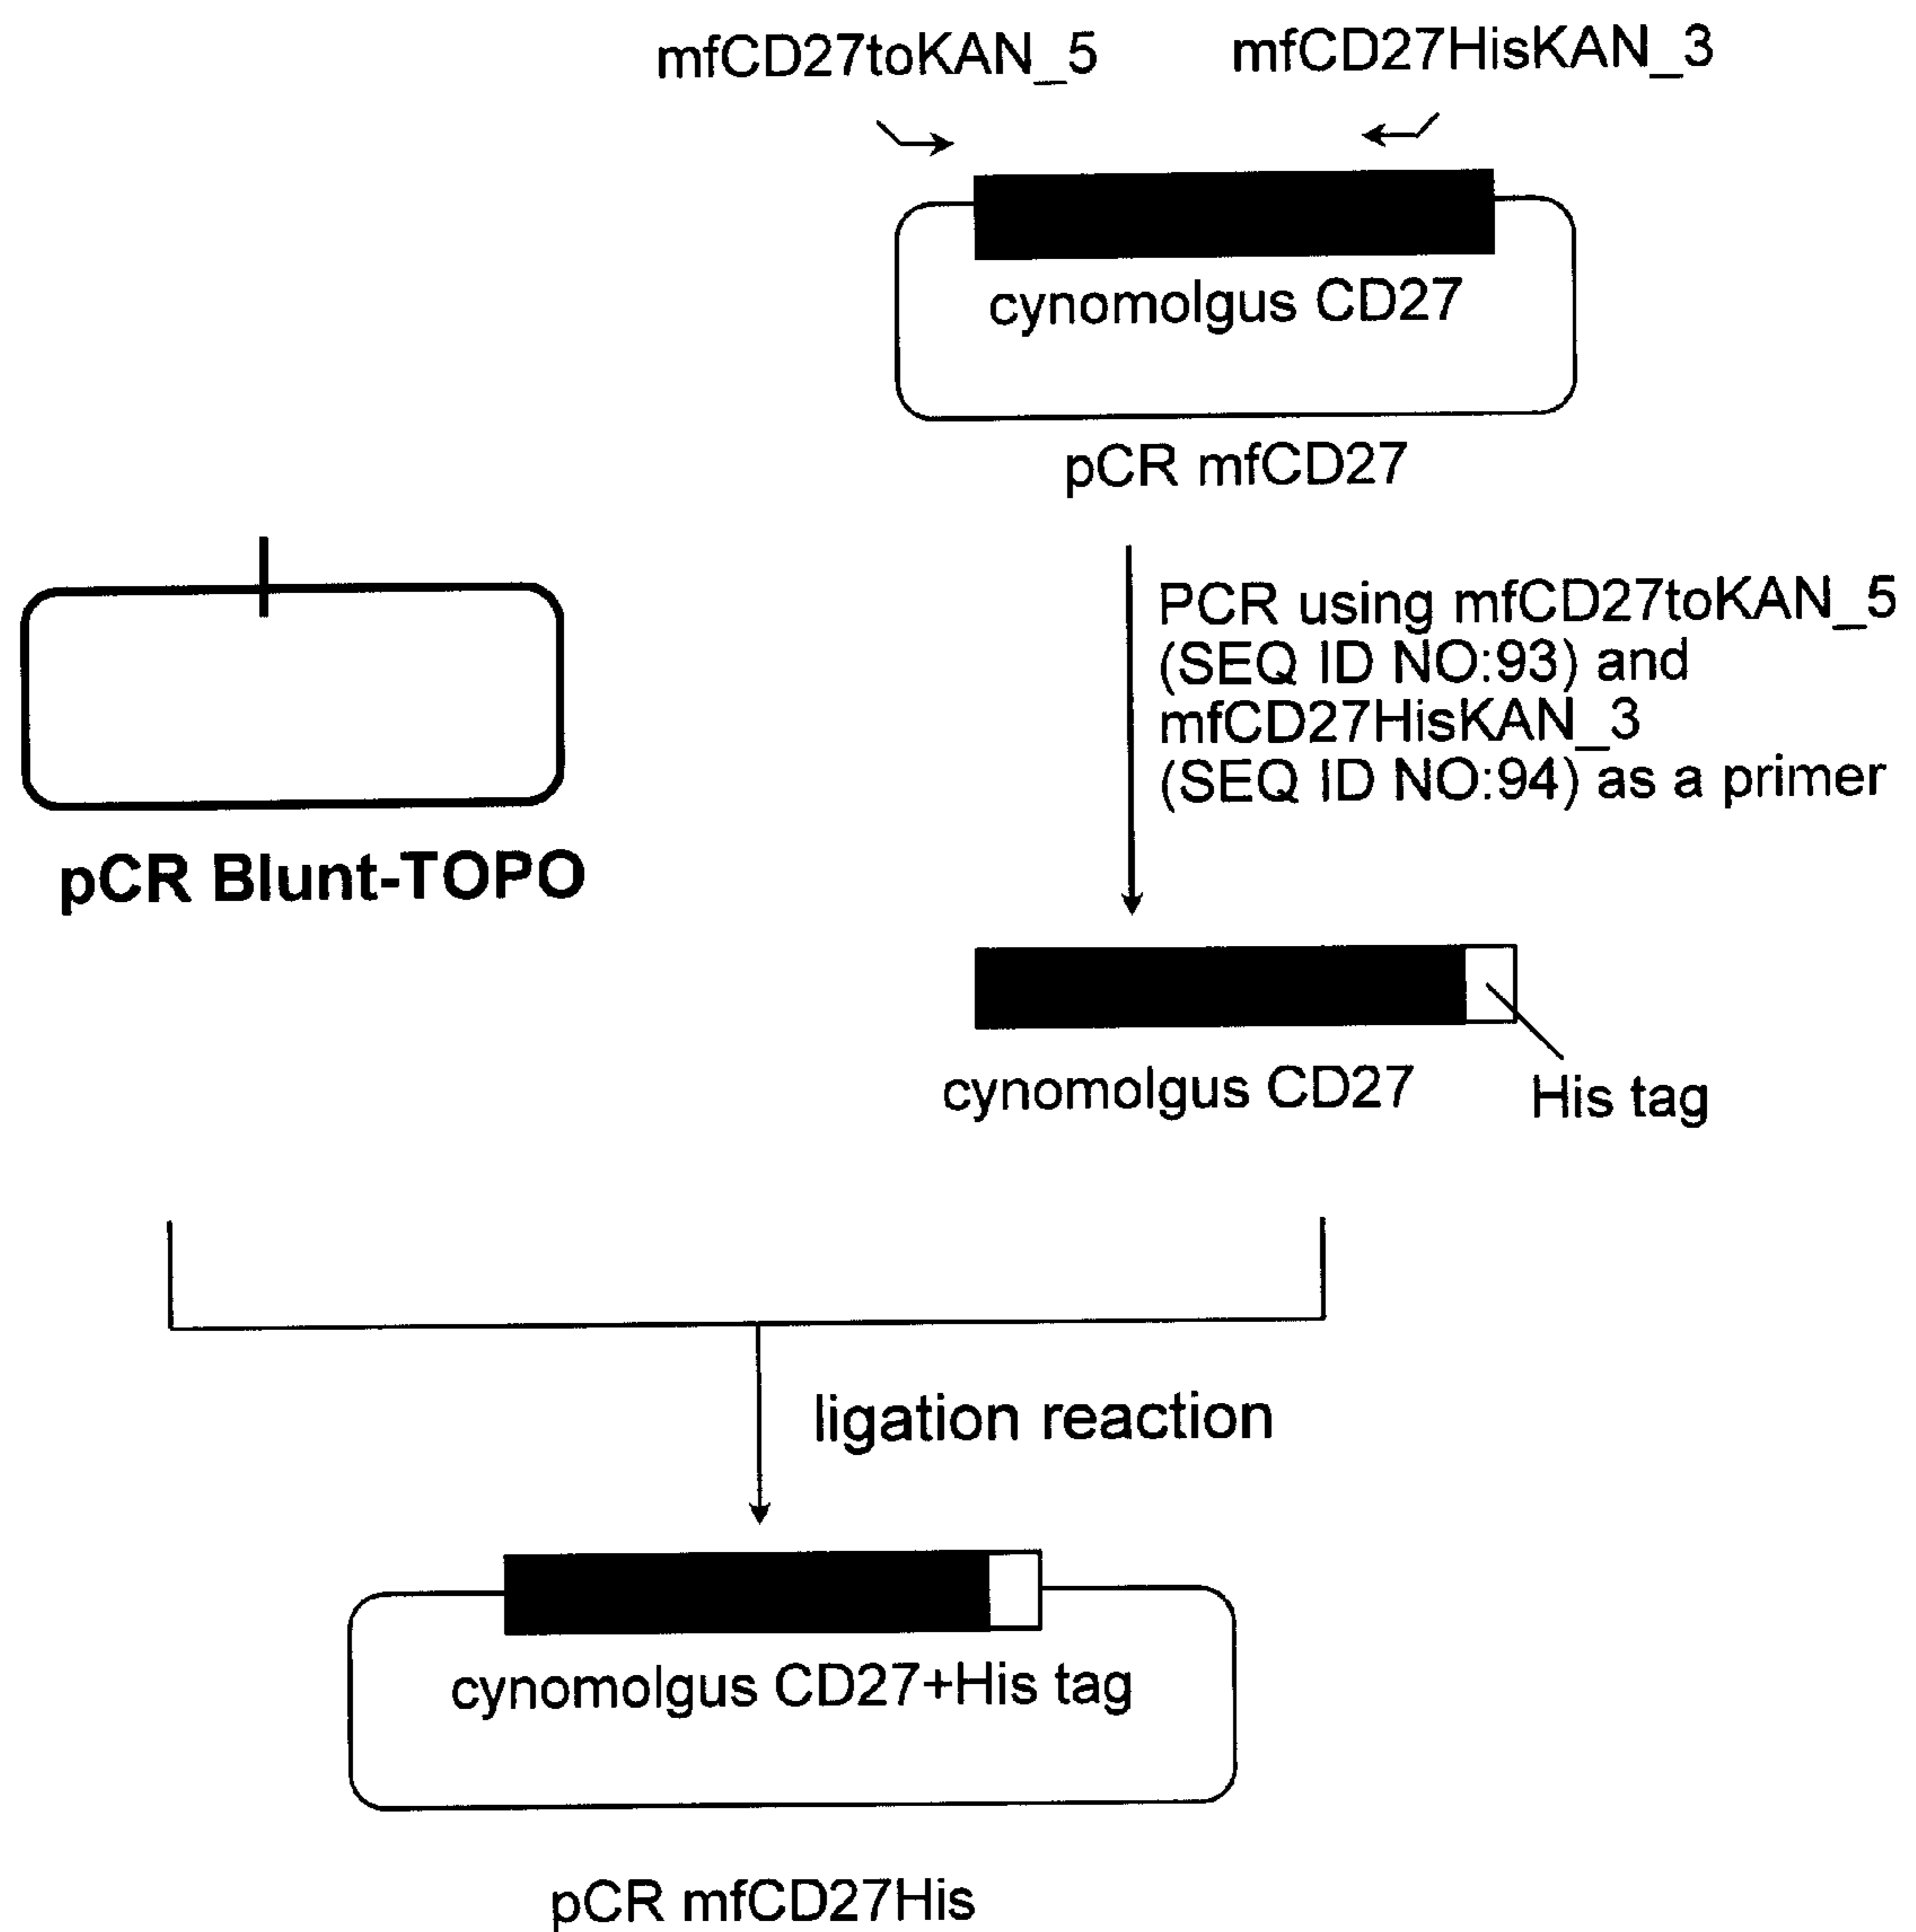 mfCD27toKAN_5
mfCD27HisKAN_3
cynomolgus CD27
pCR mfCD27
PCR using mfCD27toKAN_5
(SEQ ID NO:93) and
mfCD27HisKAN_3
(SEQ ID NO:94) as a primer
pCR Blunt-TOPO
cynomolgus CD27
His tag
ligation reaction
cynomolgus CD27+His tag
pCR mfCD27His